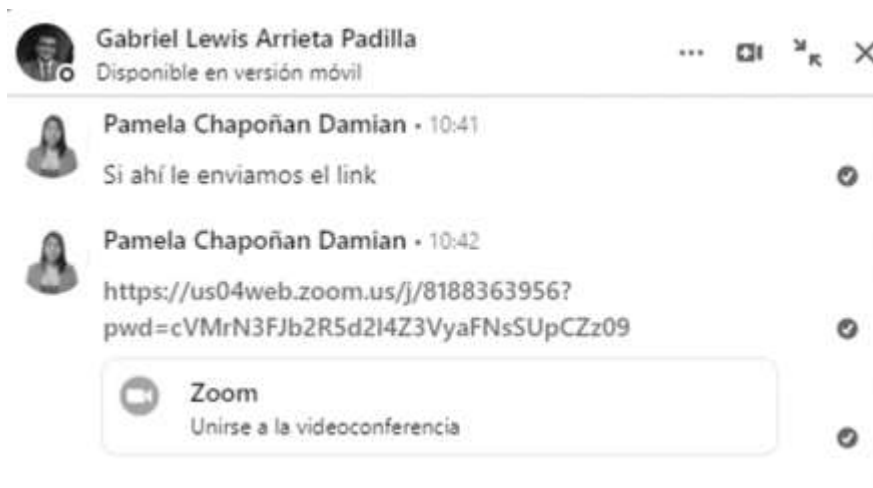 Gabriel Lewis Arrieta Padilla
Disponible en versión móvil
Pamela Chapoñan Damian • 10:41
Si ahí le enviamos el link
Pamela Chapoñan Damian • 10:42
https://us04web.zoom.us/j/8188363956?
pwd=cVMrN3FJb2R5d2I4Z3VyaFNsSUpCZz09
Zoom
Unirse a la videoconferencia